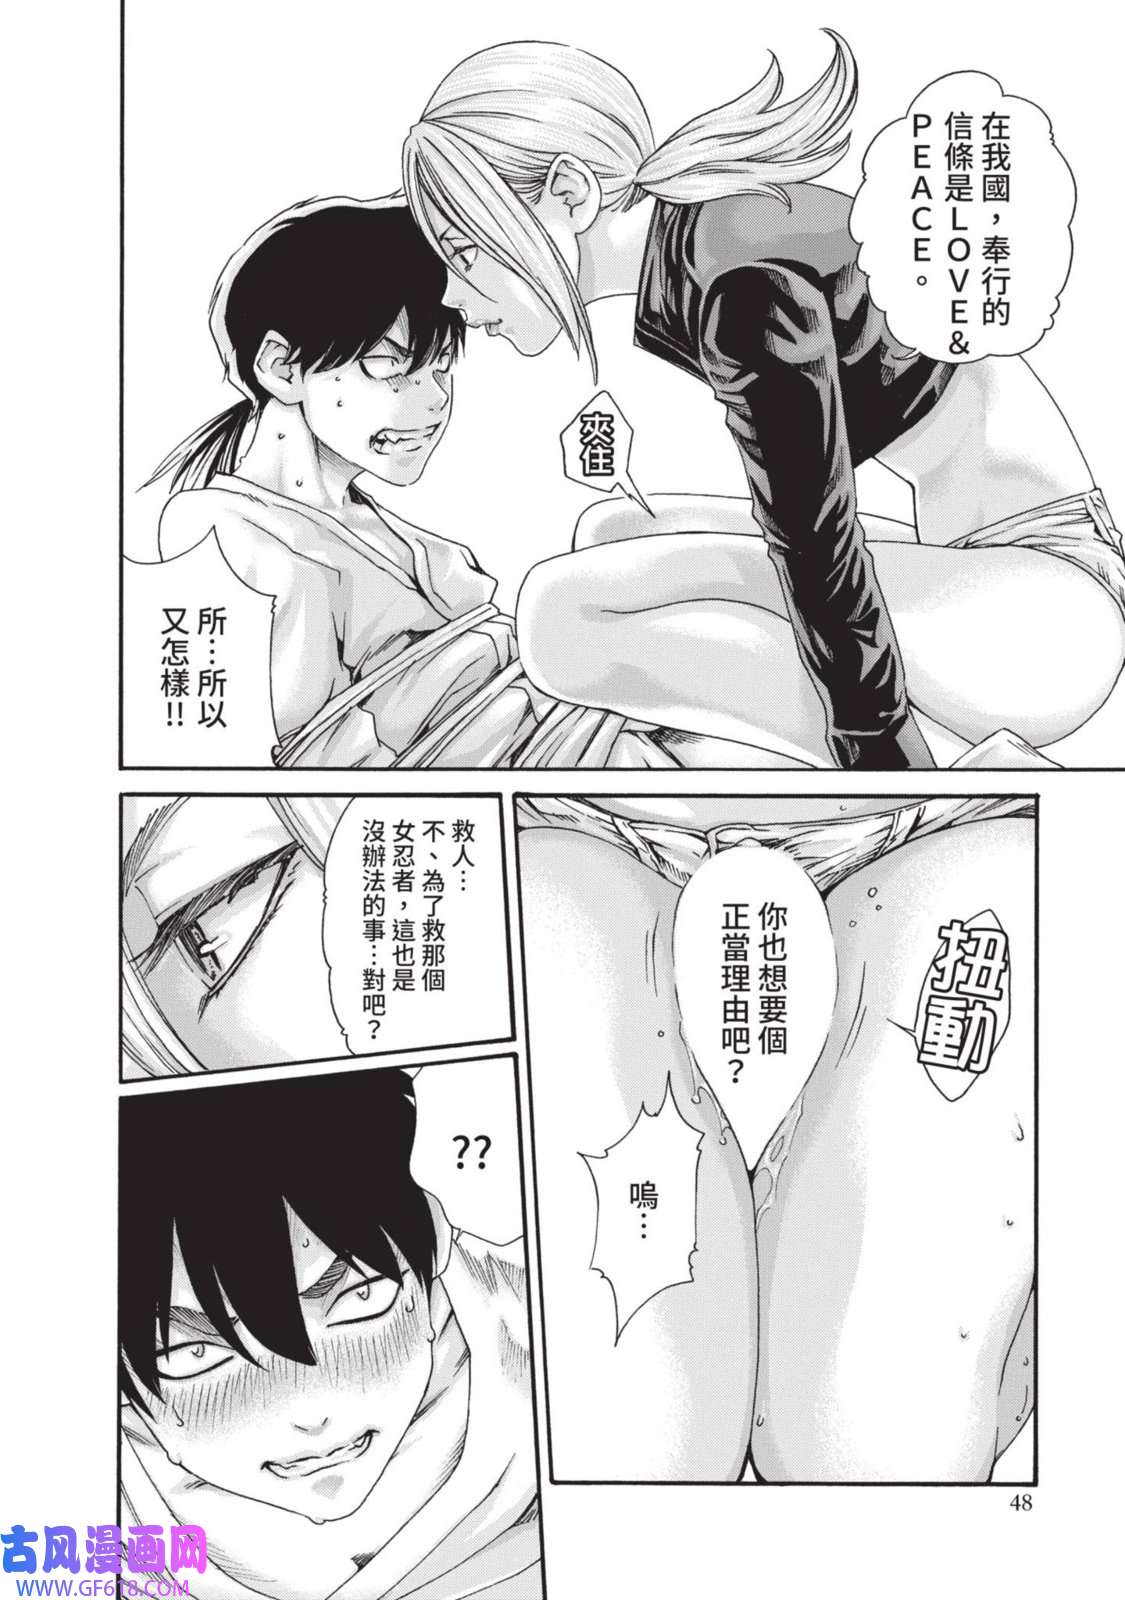 在我國，奉行的
信條是LOVE&
PEACE。
夾住
所…所以
又怎樣!!
你也想要個
正當理由吧？
扭動
嗚…
救人…
不、為了救那個
女忍者，這也是
沒辦法的事…對吧？
??
48
古风漫画网
WWW.GF618.COM